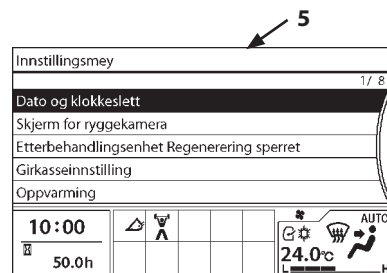 5
Innstillingsmey
1/ 8
Dato og klokkeslett
Skjerm for ryggekamera
Etterbehandlingsenhet Regenerering sperret
Girkasseinnstilling
Oppvarming
10:00
50.0h
AUTO
24.0℃
L H